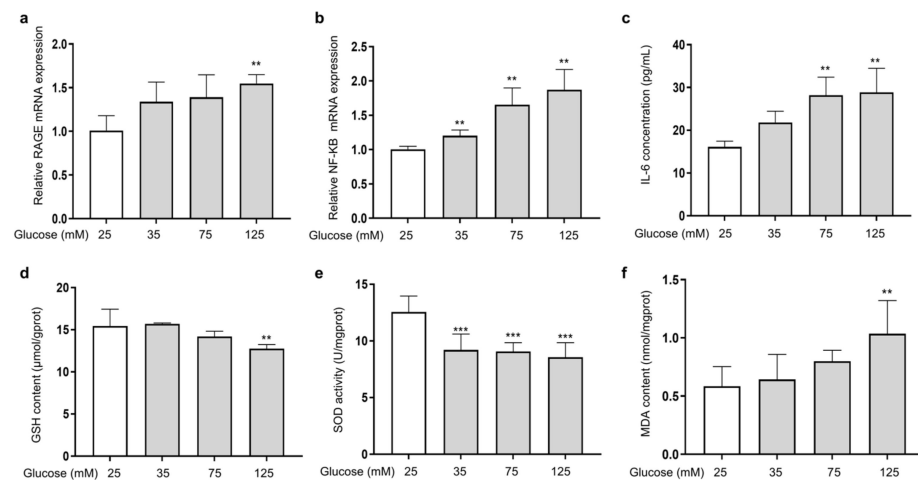 a
Relative RAGE mRNA expression
2.0
1.5
1.0
0.5
0.0
**
Glucose (mM) 25 35 75 125
b
Relative NF-KB mRNA expression
2.5
2.0
1.5
1.0
0.5
0.0
** ** **
Glucose (mM) 25 35 75 125
c
IL-6 concentration (pg/mL)
40
30
20
10
0
** **
Glucose (mM) 25 35 75 125
d
GSH content (μmol/gprot)
20
15
10
5
0
**
Glucose (mM) 25 35 75 125
e
SOD activity (U/mgprot)
15
10
5
0
*** *** ***
Glucose (mM) 25 35 75 125
f
MDA content (nmol/mgprot)
1.5
1.0
0.5
0.0
**
Glucose (mM) 25 35 75 125